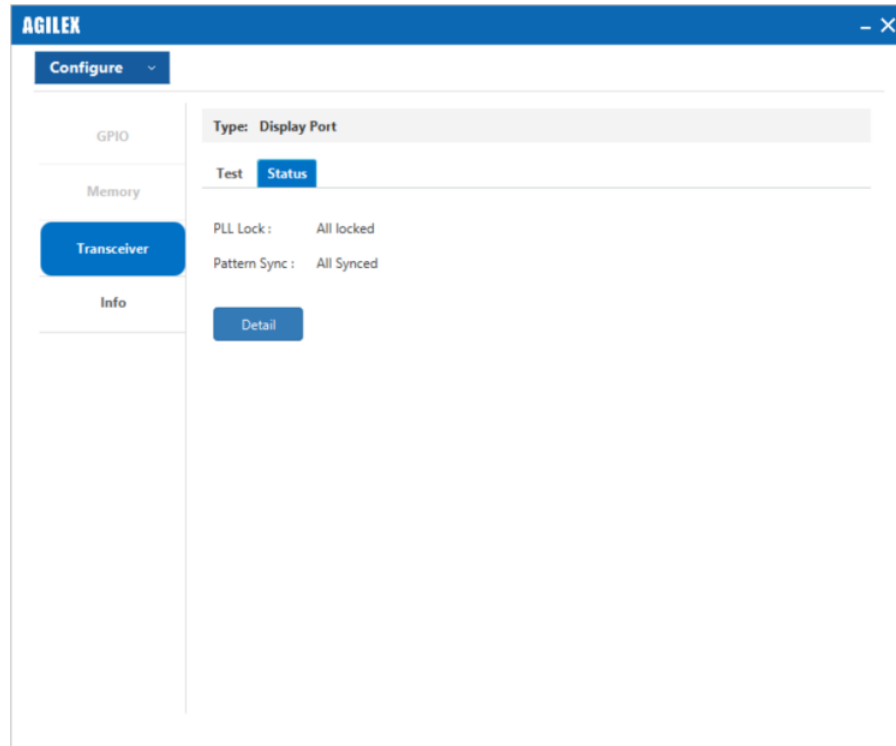 AGILEX
Configure
GPIO
Memory
Transceiver
Info
Type: Display Port
Test Status
PLL Lock : All locked
Pattern Sync : All Synced
Detail